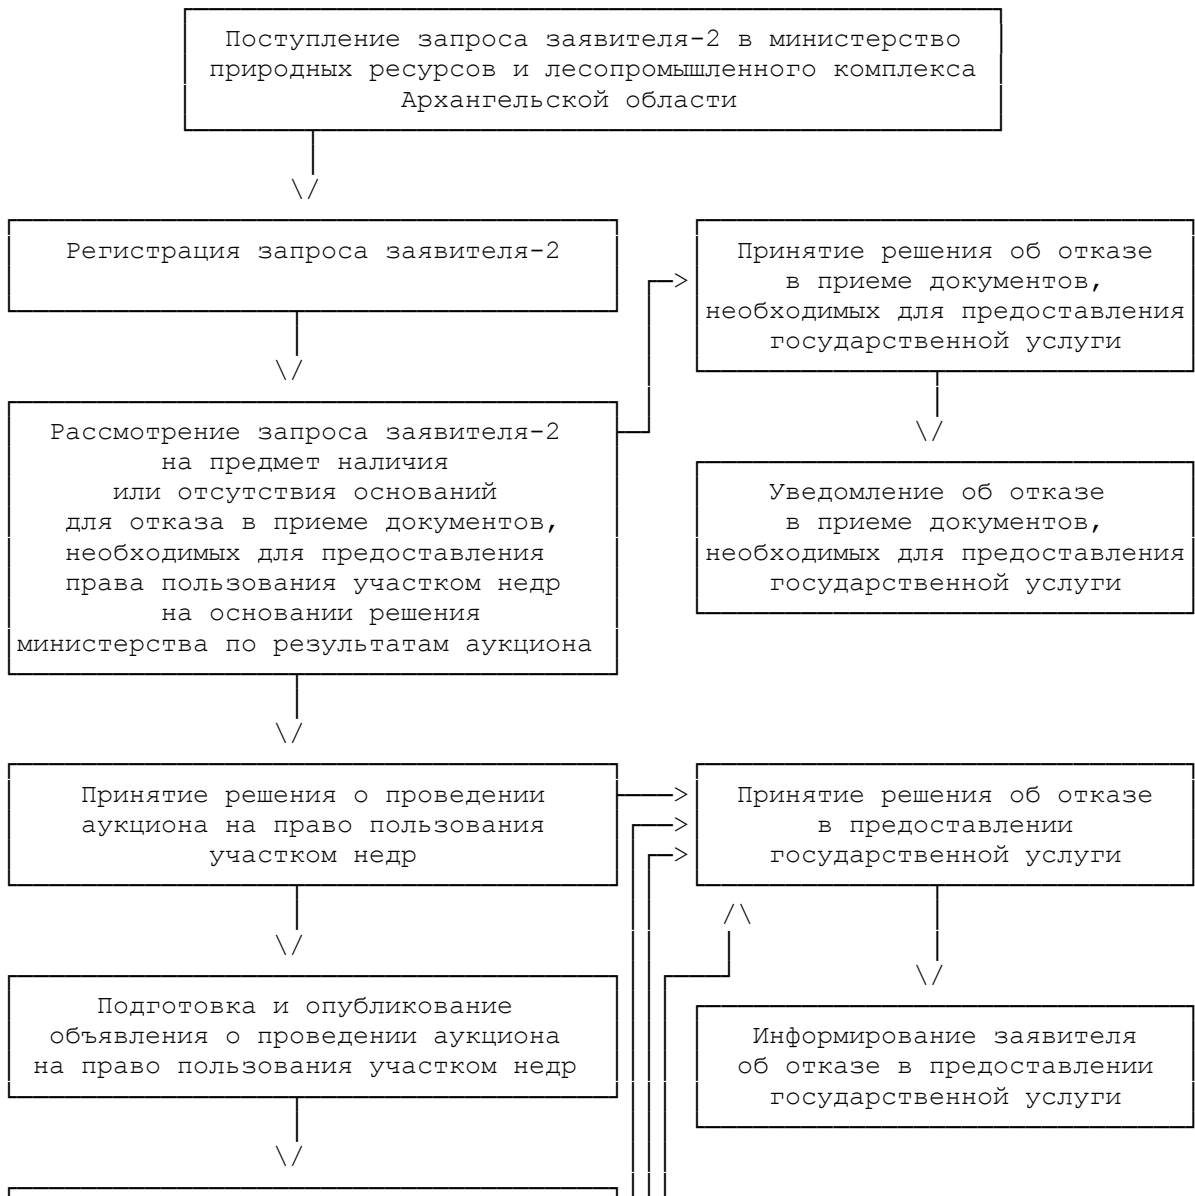 Поступление запроса заявителя-2 в министерство
природных ресурсов и лесопромышленного комплекса
Архангельской области
Регистрация запроса заявителя-2
Принятие решения об отказе
в приеме документов,
необходимых для предоставления
государственной услуги
Рассмотрение запроса заявителя-2
на предмет наличия
или отсутствия оснований
для отказа в приеме документов,
необходимых для предоставления
права пользования участком недр
на основании решения
министерства по результатам аукциона
Уведомление об отказе
в приеме документов,
необходимых для предоставления
государственной услуги
Принятие решения о проведении
аукциона на право пользования
участком недр
Принятие решения об отказе
в предоставлении
государственной услуги
Подготовка и опубликование
объявления о проведении аукциона
на право пользования участком недр
Информирование заявителя
об отказе в предоставлении
государственной услуги